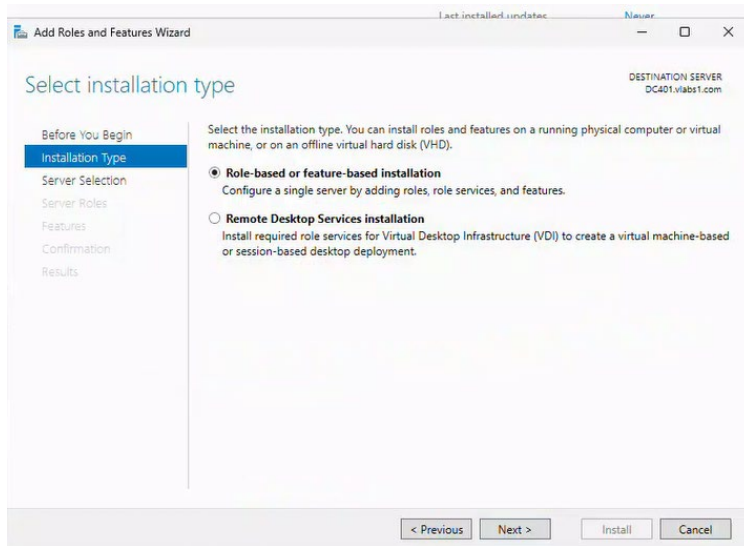 Last installed updates Never
Add Roles and Features Wizard
Select installation type
DESTINATION SERVER
DC401.vlabs1.com
Before You Begin
Installation Type
Server Selection
Server Roles
Features
Confirmation
Results
Select the installation type. You can install roles and features on a running physical computer or virtual
machine, or on an offline virtual hard disk (VHD).
Role-based or feature-based installation
Configure a single server by adding roles, role services, and features.
Remote Desktop Services installation
Install required role services for Virtual Desktop Infrastructure (VDI) to create a virtual machine-based
or session-based desktop deployment.
< Previous Next > Install Cancel